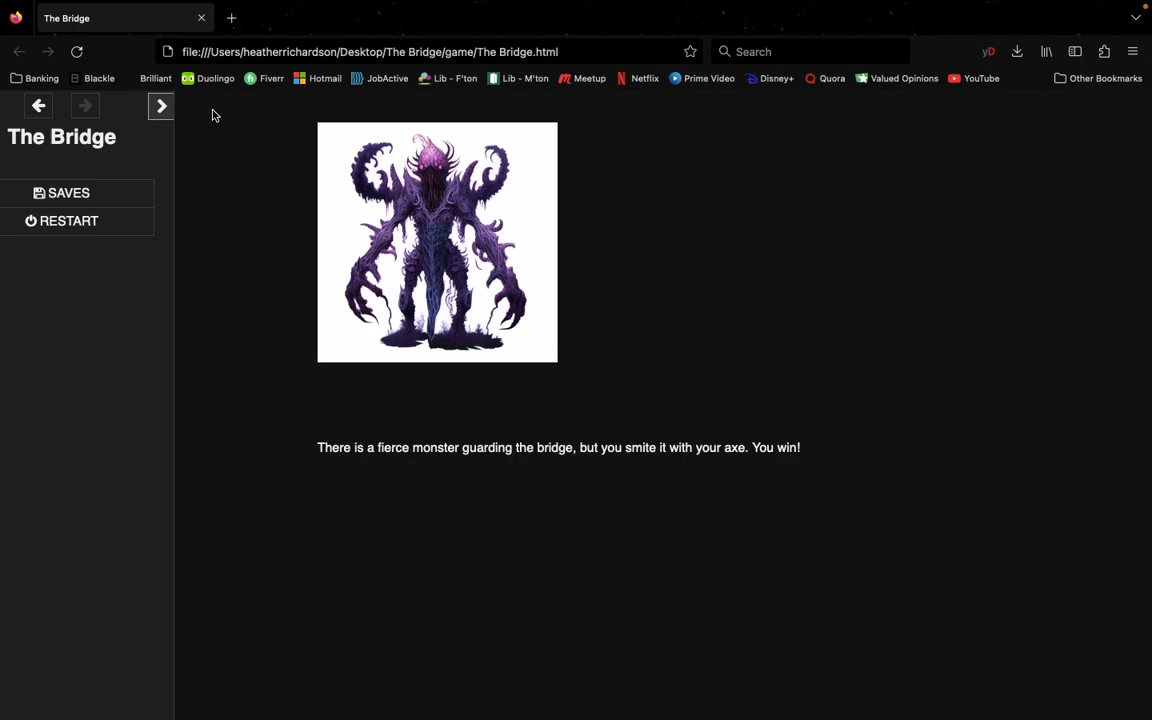 The Bridge
file:///Users/heatherrichardson/Desktop/The Bridge/game/The Bridge.html
Search
yD
Banking
B Blackle
Brilliant
Duolingo
fi Fiverr
Hotmail
JobActive
Lib - F'ton
Lib - M'ton
Meetup
Netflix
Prime Video
Disney+
Quora
Valued Opinions
YouTube
Other Bookmarks
The Bridge
SAVES
RESTART
There is a fierce monster guarding the bridge, but you smite it with your axe. You win!